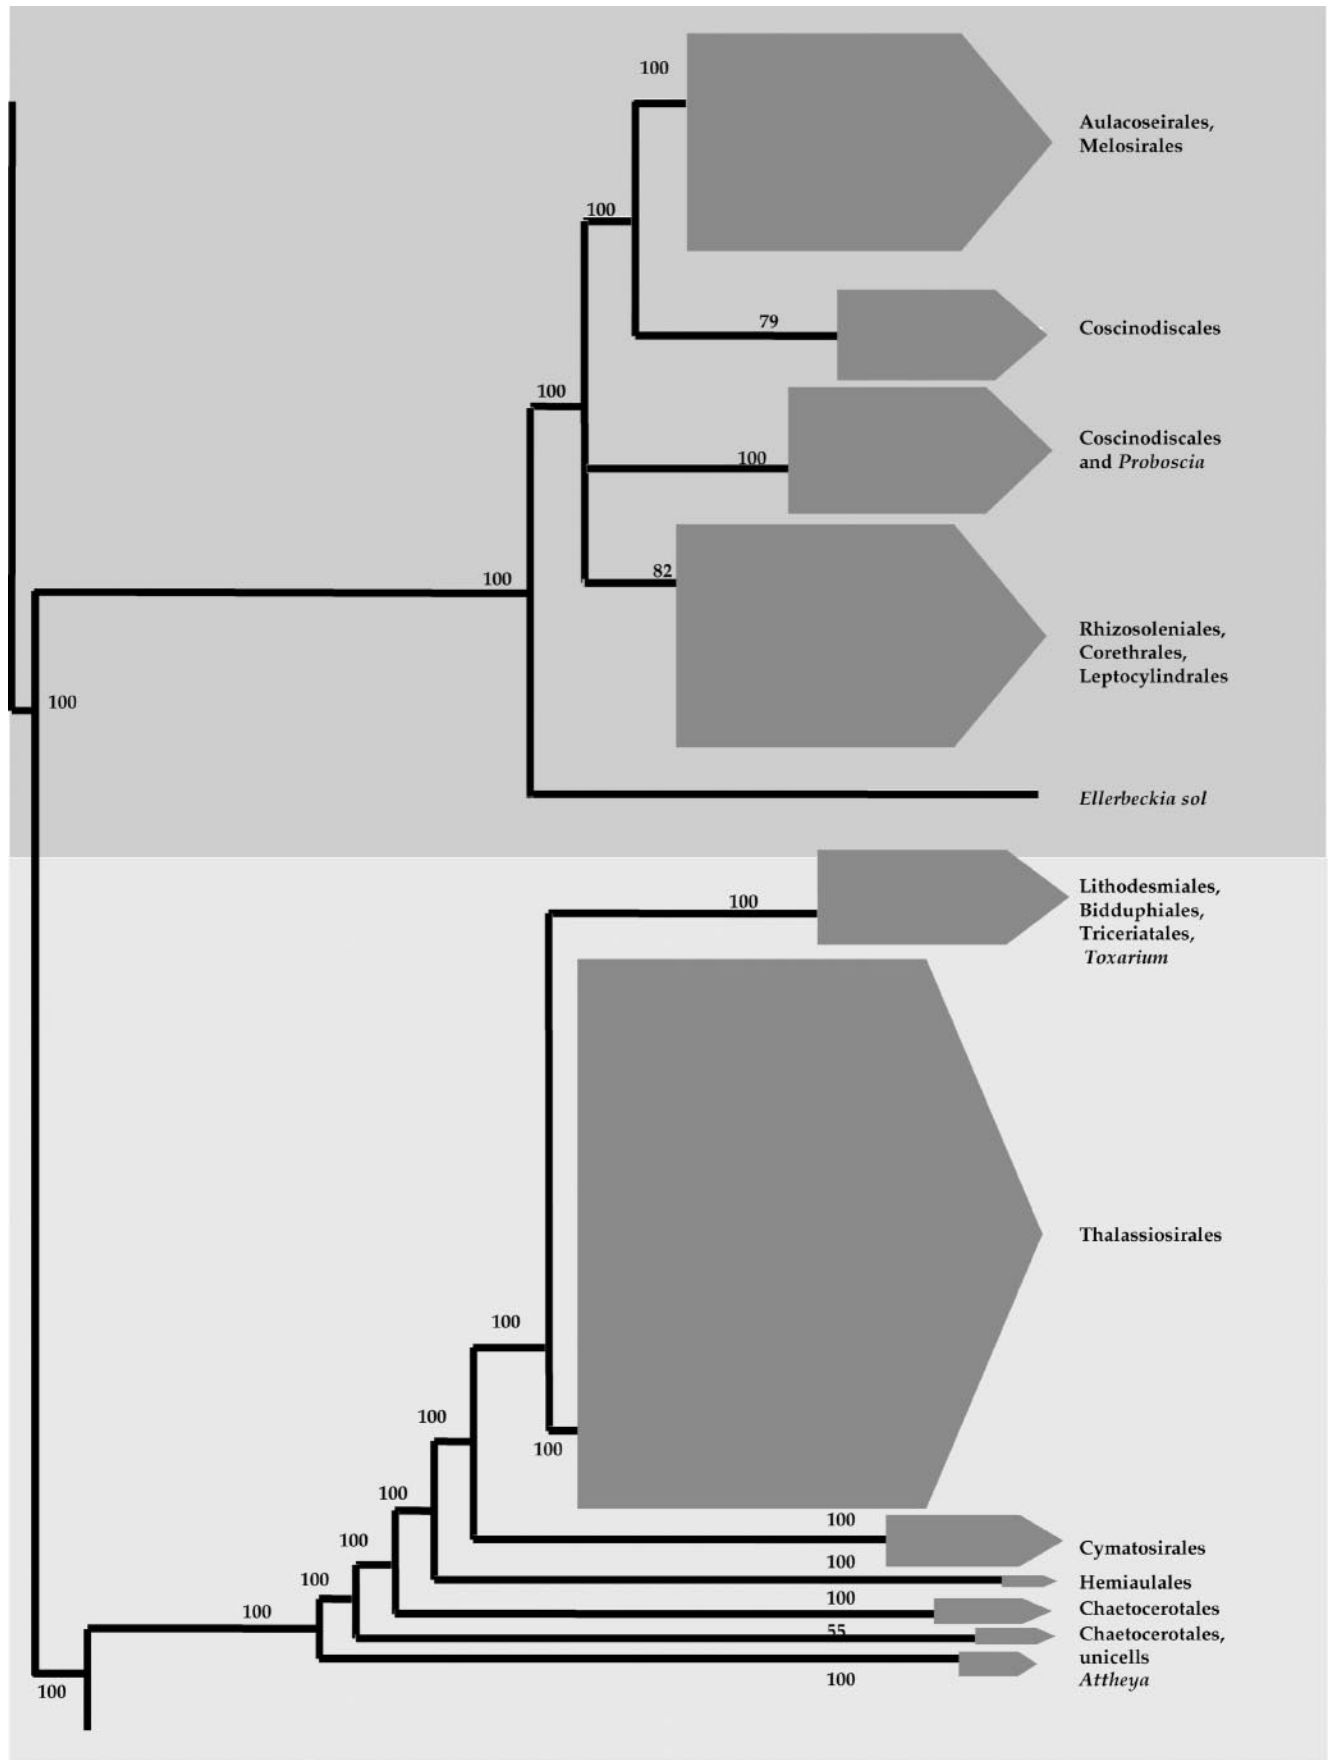 100
Aulacoseirales,
Melosirales
100
79
Coscinodiscales
100
Coscinodiscales
and Proboscia
100
82
100
Rhizosoleniales,
Corethrales,
Leptocylindrales
100
Ellerbeckia sol
100
Lithodesmiales,
Bidduphiales,
Triceriatales,
Toxarium
Thalassiosirales
100
100
100
100
100
Cymatosirales
100
100
Hemiaulales
100
100
Chaetocerotales
100
55
Chaetocerotales,
unicells
100
Attheya
100